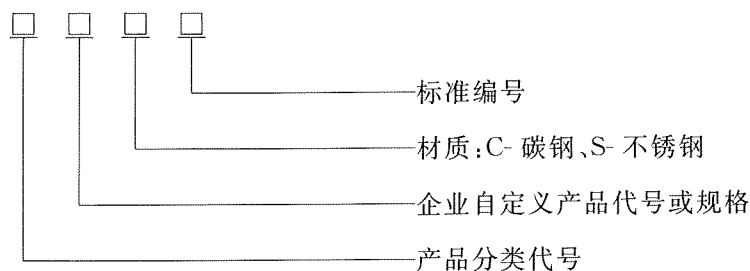 □ □ □ □
标准编号
材质:C-碳钢、S-不锈钢
企业自定义产品代号或规格
产品分类代号